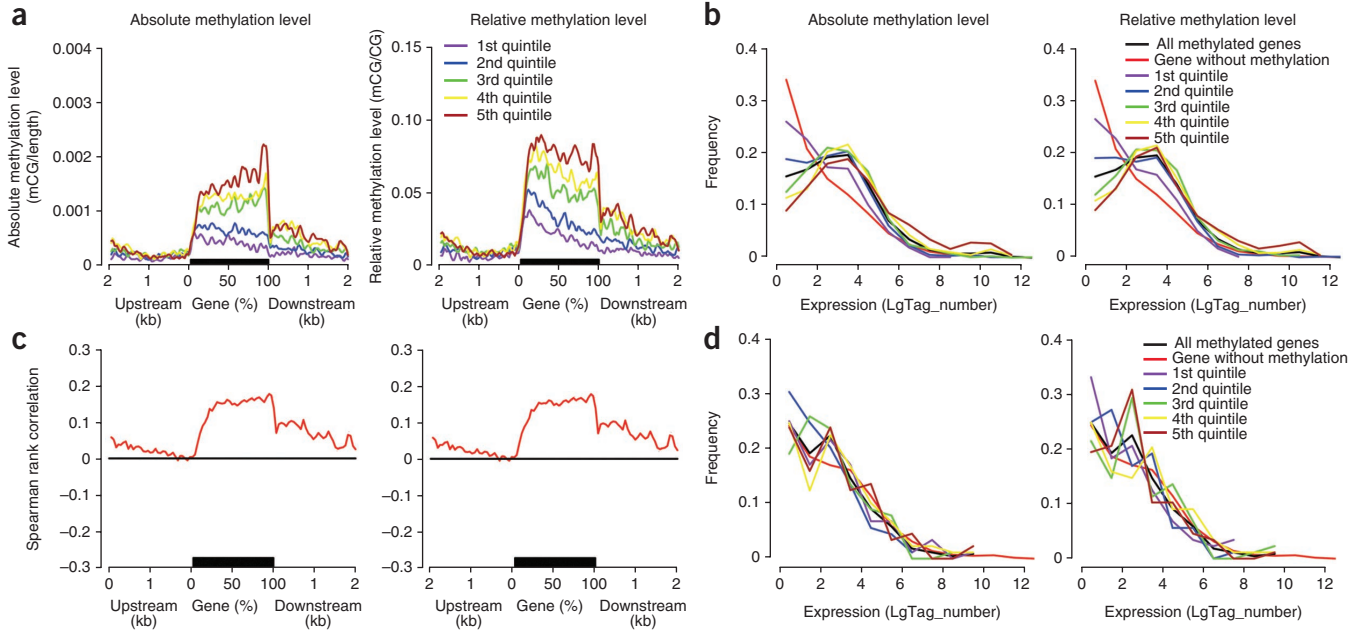 a
Absolute methylation level
Relative methylation level
Absolute methylation level
(mCG/length)
0.004
0.003
0.002
0.001
0
2 1 0 50 100 1 2
Upstream
(kb)
Gene (%)
Downstream
(kb)
Relative methylation level (mCG/CG)
0.15
0.10
0.05
0
1st quintile
2nd quintile
3rd quintile
4th quintile
5th quintile
2 1 0 50 100 1 2
Upstream
(kb)
Gene (%)
Downstream
(kb)
b
Absolute methylation level
Relative methylation level
Frequency
0.4
0.3
0.2
0.1
0
0 2 4 6 8 10 12
Expression (LgTag_number)
0.4
0.3
0.2
0.1
0
All methylated genes
Gene without methylation
1st quintile
2nd quintile
3rd quintile
4th quintile
5th quintile
0 2 4 6 8 10 12
Expression (LgTag_number)
c
Spearman rank correlation
0.3
0.2
0.1
0
–0.1
–0.2
–0.3
0 1 0 50 100 1 2
Upstream
(kb)
Gene (%)
Downstream
(kb)
0.3
0.2
0.1
0
–0.1
–0.2
–0.3
2 1 0 50 100 1 2
Upstream
(kb)
Gene (%)
Downstream
(kb)
d
Frequency
0.4
0.3
0.2
0.1
0
0 2 4 6 8 10 12
Expression (LgTag_number)
0.4
0.3
0.2
0.1
0
All methylated genes
Gene without methylation
1st quintile
2nd quintile
3rd quintile
4th quintile
5th quintile
0 2 4 6 8 10 12
Expression (LgTag_number)